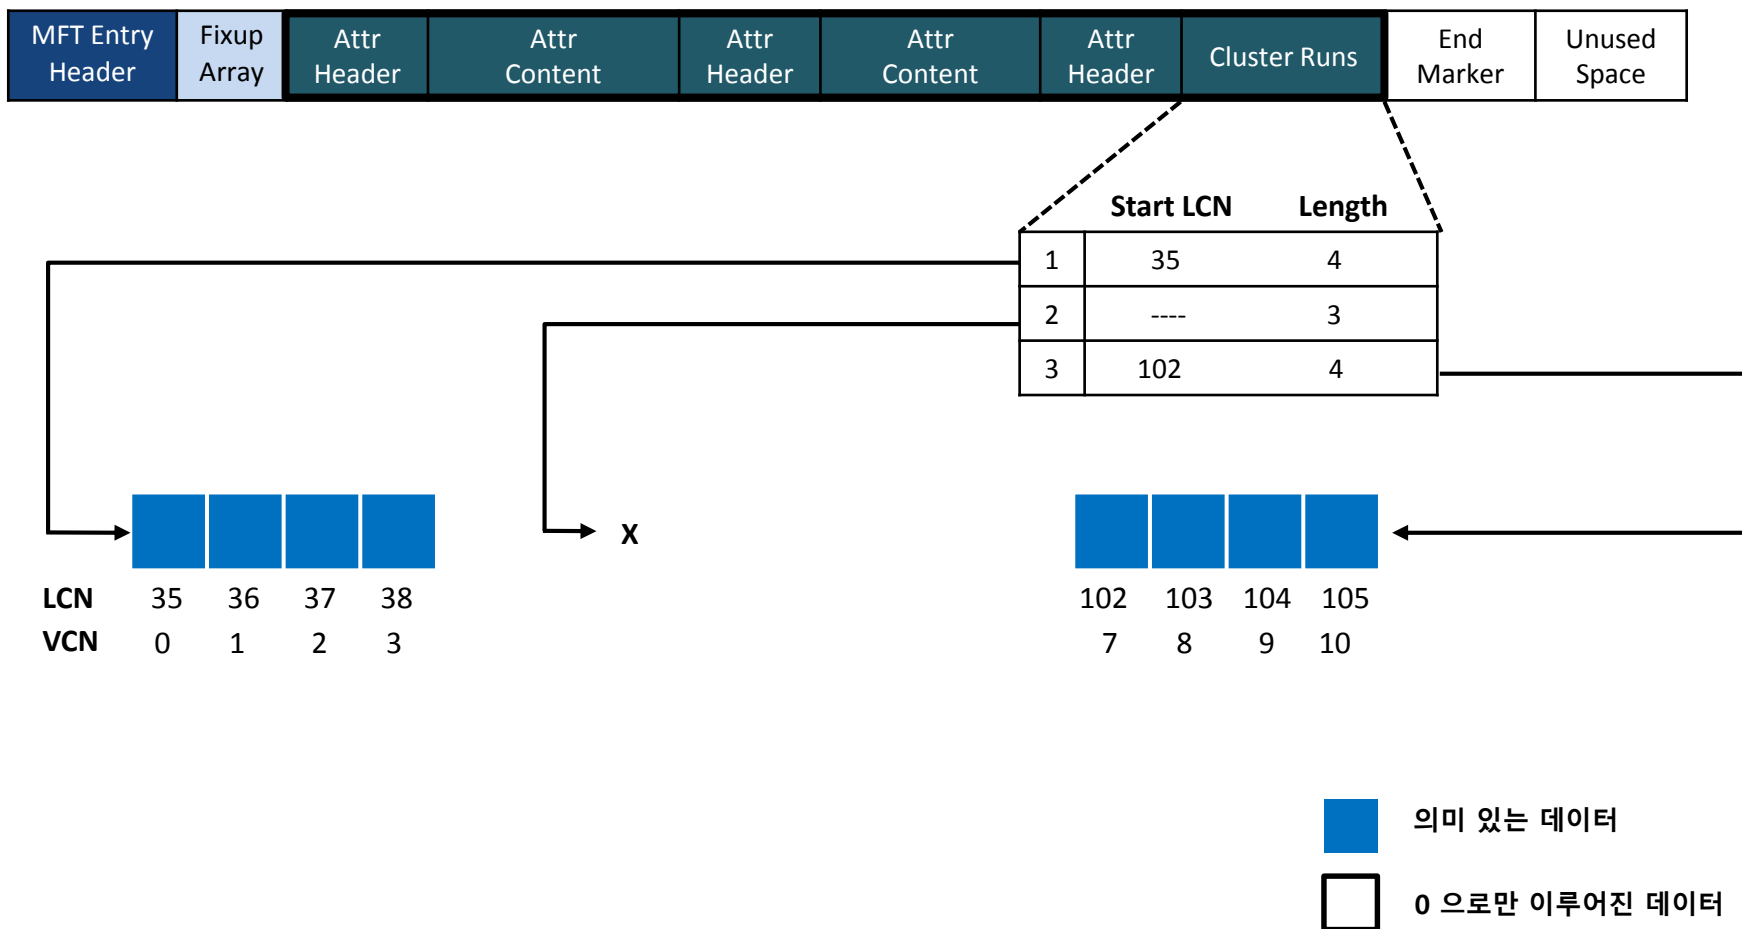 MFT Entry Header
Fixup Array
Attr Header
Attr Content
Attr Header
Attr Content
Attr Header
Cluster Runs
End Marker
Unused Space
Start LCN Length
1 35 4
2 ---- 3
3 102 4
X
LCN 35 36 37 38 102 103 104 105
VCN 0 1 2 3 7 8 9 10
의미 있는 데이터
0 으로만 이루어진 데이터